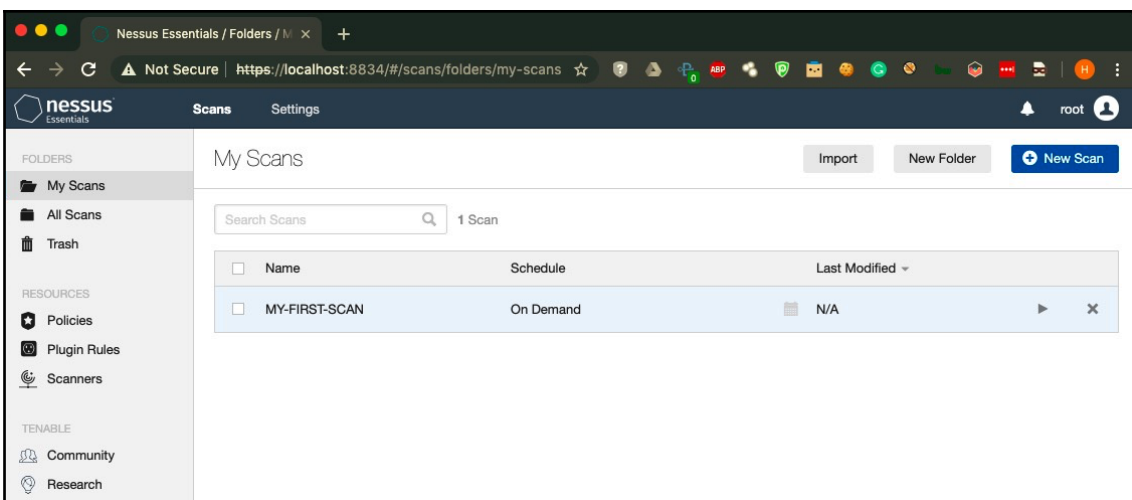 Nessus Essentials / Folders / M
Not Secure | https://localhost:8834/#/scans/folders/my-scans
ABP
0
H
nessus
Essentials
Scans Settings
root
FOLDERS
My Scans
All Scans
Trash
RESOURCES
Policies
Plugin Rules
Scanners
TENABLE
Community
Research
My Scans
Import New Folder New Scan
Search Scans 1 Scan
Name Schedule Last Modified
MY-FIRST-SCAN On Demand N/A